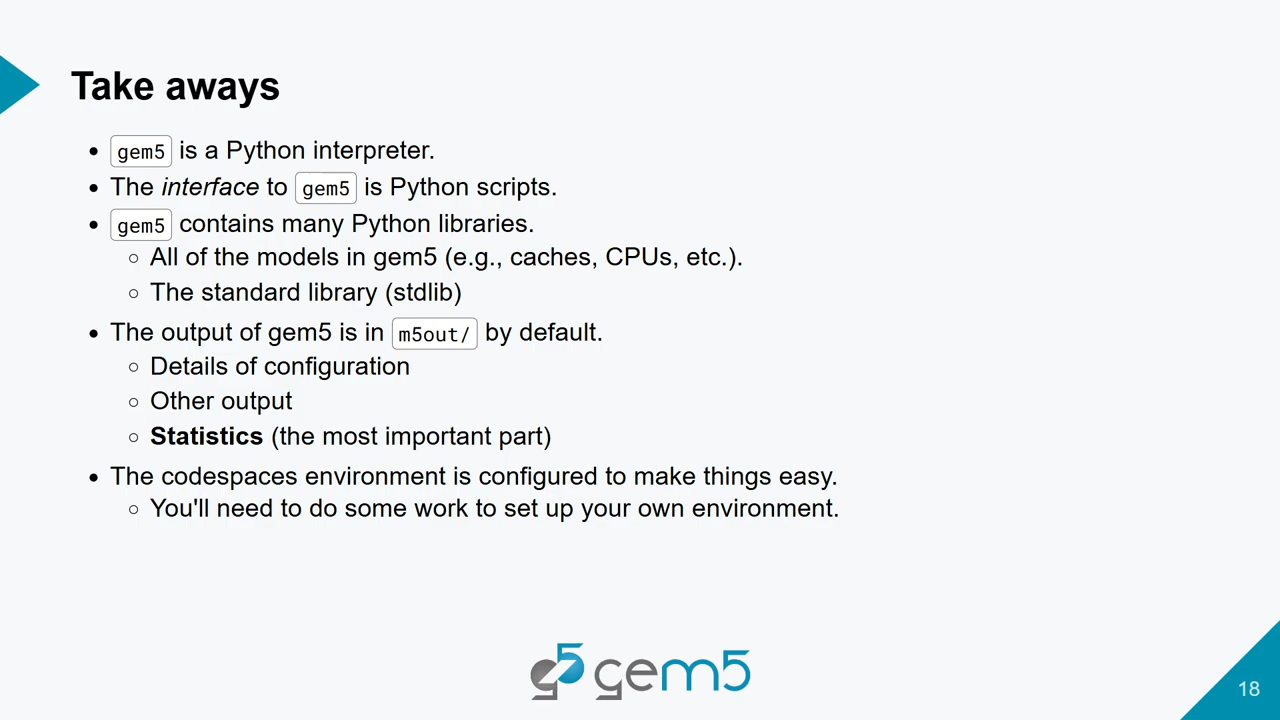 Take aways
gem5 is a Python interpreter.
The interface to gem5 is Python scripts.
gem5 contains many Python libraries.
All of the models in gem5 (e.g., caches, CPUs, etc.).
The standard library (stdlib)
The output of gem5 is in m5out/ by default.
Details of configuration
Other output
Statistics (the most important part)
The codespaces environment is configured to make things easy.
You'll need to do some work to set up your own environment.
g5 gem5
18